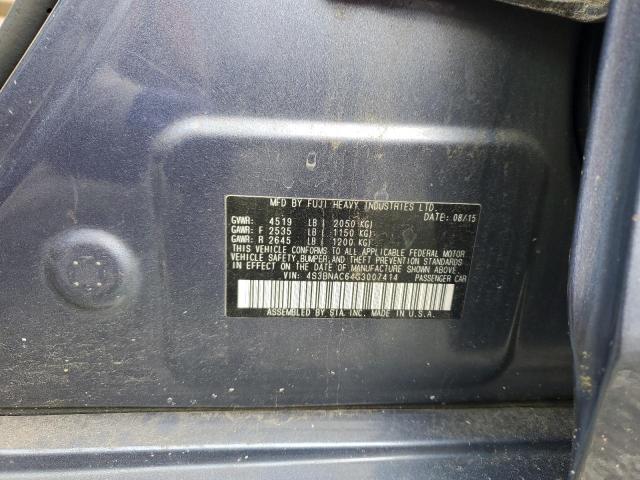 MFD BY FUJI HEAVY INDUSTRIES LTD.
DATE: 08/15
GVWR: 4519 LB ( 2050 KG)
GAWR: F 2535 LB ( 1150 KG)
GAWR: R 2645 LB ( 1200 KG)
THIS VEHICLE CONFORMS TO ALL APPLICABLE FEDERAL MOTOR
VEHICLE SAFETY, BUMPER, AND THEFT PREVENTION STANDARDS
IN EFFECT ON THE DATE OF MANUFACTURE SHOWN ABOVE.
VIN: 4S3BNAC64G3007414 PASSENGER CAR
ASSEMBLED BY SIA, INC. MADE IN U.S.A.